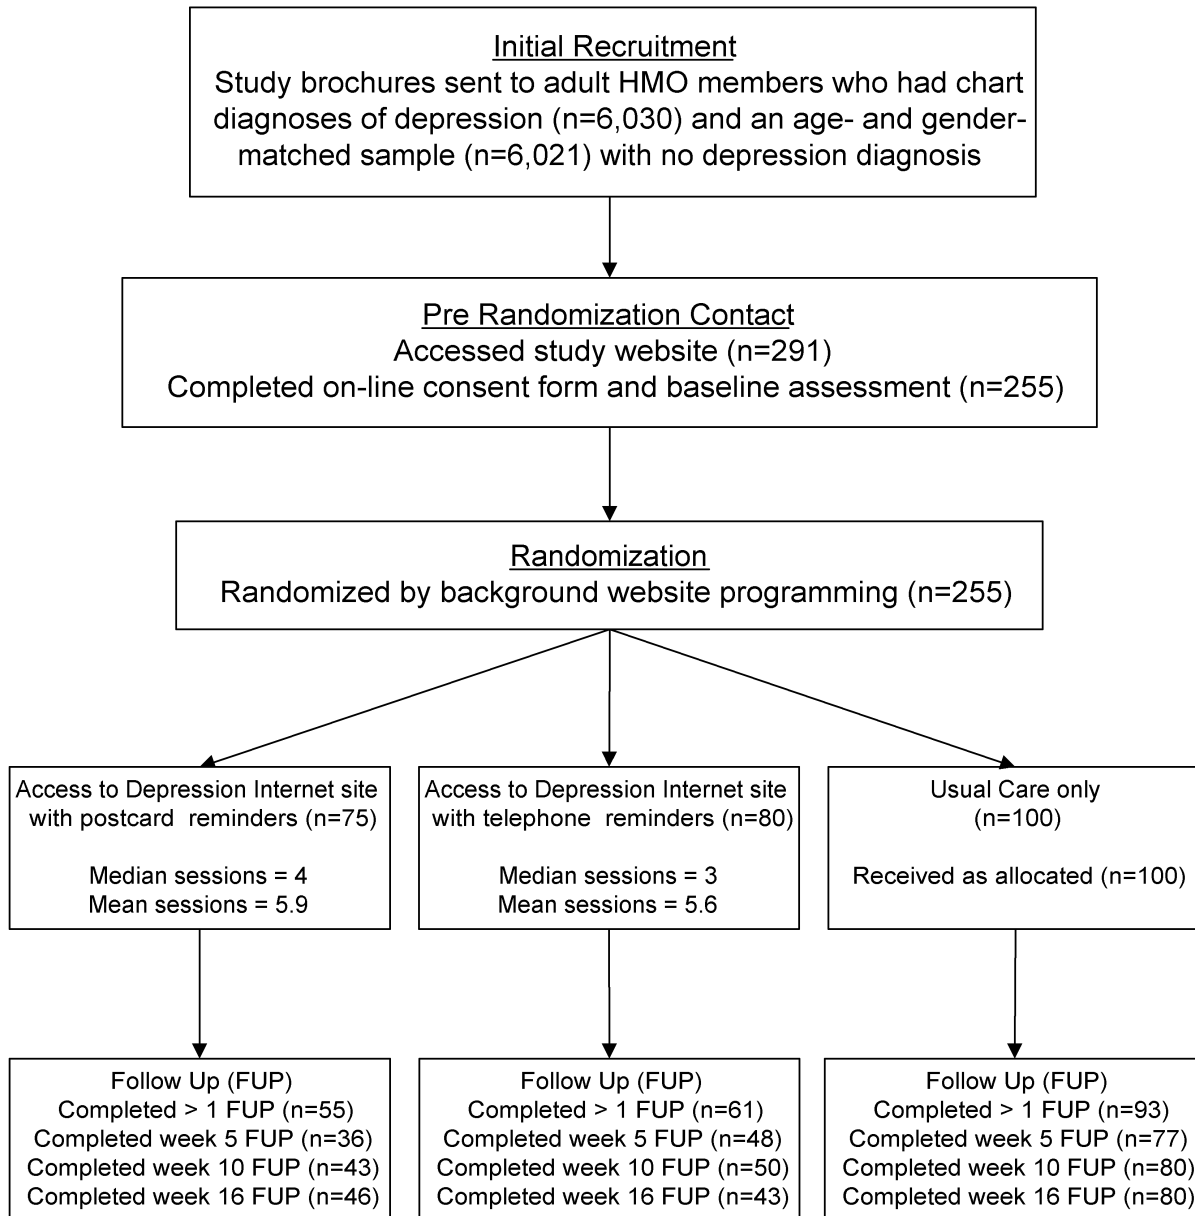 Initial Recruitment
Study brochures sent to adult HMO members who had chart
diagnoses of depression (n=6,030) and an age- and gender-
matched sample (n=6,021) with no depression diagnosis
Pre Randomization Contact
Accessed study website (n=291)
Completed on-line consent form and baseline assessment (n=255)
Randomization
Randomized by background website programming (n=255)
Access to Depression Internet site
with postcard reminders (n=75)
Median sessions = 4
Mean sessions = 5.9
Access to Depression Internet site
with telephone reminders (n=80)
Median sessions = 3
Mean sessions = 5.6
Usual Care only
(n=100)
Received as allocated (n=100)
Follow Up (FUP)
Completed > 1 FUP (n=55)
Completed week 5 FUP (n=36)
Completed week 10 FUP (n=43)
Completed week 16 FUP (n=46)
Follow Up (FUP)
Completed > 1 FUP (n=61)
Completed week 5 FUP (n=48)
Completed week 10 FUP (n=50)
Completed week 16 FUP (n=43)
Follow Up (FUP)
Completed > 1 FUP (n=93)
Completed week 5 FUP (n=77)
Completed week 10 FUP (n=80)
Completed week 16 FUP (n=80)